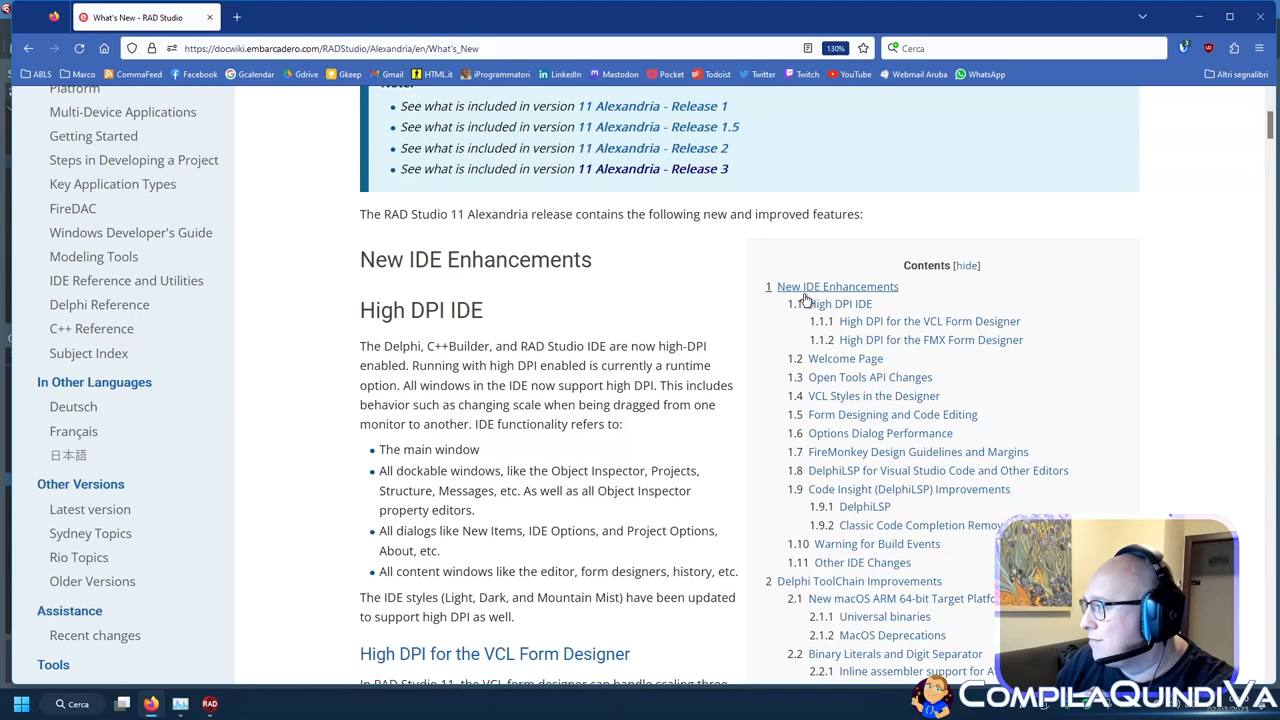 What's New - RAD Studio
https://docwiki.embarcadero.com/RADStudio/Alexandria/en/What's_New
130%
Cerca
ABLS
Marco
CommaFeed
Facebook
Gcalendar
Gdrive
Gkeep
Gmail
HTML.it
iProgrammatori
LinkedIn
Mastodon
Pocket
Todoist
Twitter
Twitch
YouTube
Webmail Aruba
WhatsApp
Altri segnalibri
Platform
Multi-Device Applications
Getting Started
Steps in Developing a Project
Key Application Types
FireDAC
Windows Developer's Guide
Modeling Tools
IDE Reference and Utilities
Delphi Reference
C++ Reference
Subject Index
In Other Languages
Deutsch
Français
日本語
Other Versions
Latest version
Sydney Topics
Rio Topics
Older Versions
Assistance
Recent changes
Tools
See what is included in version 11 Alexandria - Release 1
See what is included in version 11 Alexandria - Release 1.5
See what is included in version 11 Alexandria - Release 2
See what is included in version 11 Alexandria - Release 3
The RAD Studio 11 Alexandria release contains the following new and improved features:
New IDE Enhancements
High DPI IDE
The Delphi, C++Builder, and RAD Studio IDE are now high-DPI
enabled. Running with high DPI enabled is currently a runtime
option. All windows in the IDE now support high DPI. This includes
behavior such as changing scale when being dragged from one
monitor to another. IDE functionality refers to:
The main window
All dockable windows, like the Object Inspector, Projects,
Structure, Messages, etc. As well as all Object Inspector
property editors.
All dialogs like New Items, IDE Options, and Project Options,
About, etc.
All content windows like the editor, form designers, history, etc.
The IDE styles (Light, Dark, and Mountain Mist) have been updated
to support high DPI as well.
High DPI for the VCL Form Designer
In RAD Studio 11, the VCL form designer can handle scaling three
Contents [hide]
1 New IDE Enhancements
1.1 High DPI IDE
1.1.1 High DPI for the VCL Form Designer
1.1.2 High DPI for the FMX Form Designer
1.2 Welcome Page
1.3 Open Tools API Changes
1.4 VCL Styles in the Designer
1.5 Form Designing and Code Editing
1.6 Options Dialog Performance
1.7 FireMonkey Design Guidelines and Margins
1.8 DelphiLSP for Visual Studio Code and Other Editors
1.9 Code Insight (DelphiLSP) Improvements
1.9.1 DelphiLSP
1.9.2 Classic Code Completion Remov
1.10 Warning for Build Events
1.11 Other IDE Changes
2 Delphi ToolChain Improvements
2.1 New macOS ARM 64-bit Target Platfo
2.1.1 Universal binaries
2.1.2 MacOS Deprecations
2.2 Binary Literals and Digit Separator
2.2.1 Inline assembler support for A
Cerca
RAD
COMPILAQUINDIVA